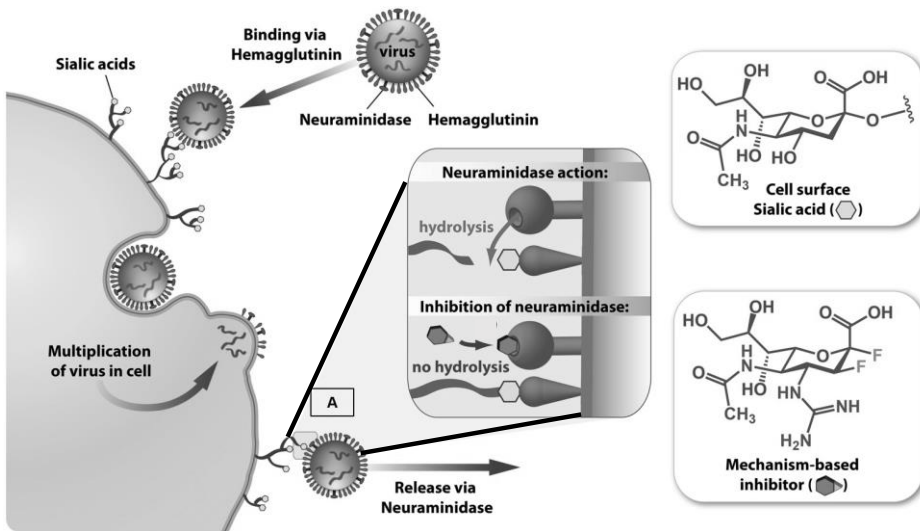 Binding via
Hemagglutinin
virus
Sialic acids
Neuraminidase
Hemagglutinin
Neuraminidase action:
hydrolysis
Inhibition of neuraminidase:
no hydrolysis
Multiplication
of virus in cell
A
Release via
Neuraminidase
OH
OH
HO
O
OH
O
O
H
N
O
HO
HO
CH3
Cell surface
Sialic acid ( )
OH
OH
HO
O
OH
O
F
F
H
N
O
HO
HN
NH
H2N
CH3
Mechanism-based
inhibitor ( )